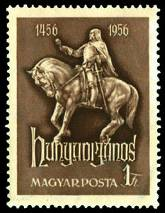 1456 1956
Hunyadi János
MAGYAR POSTA 1 Ft